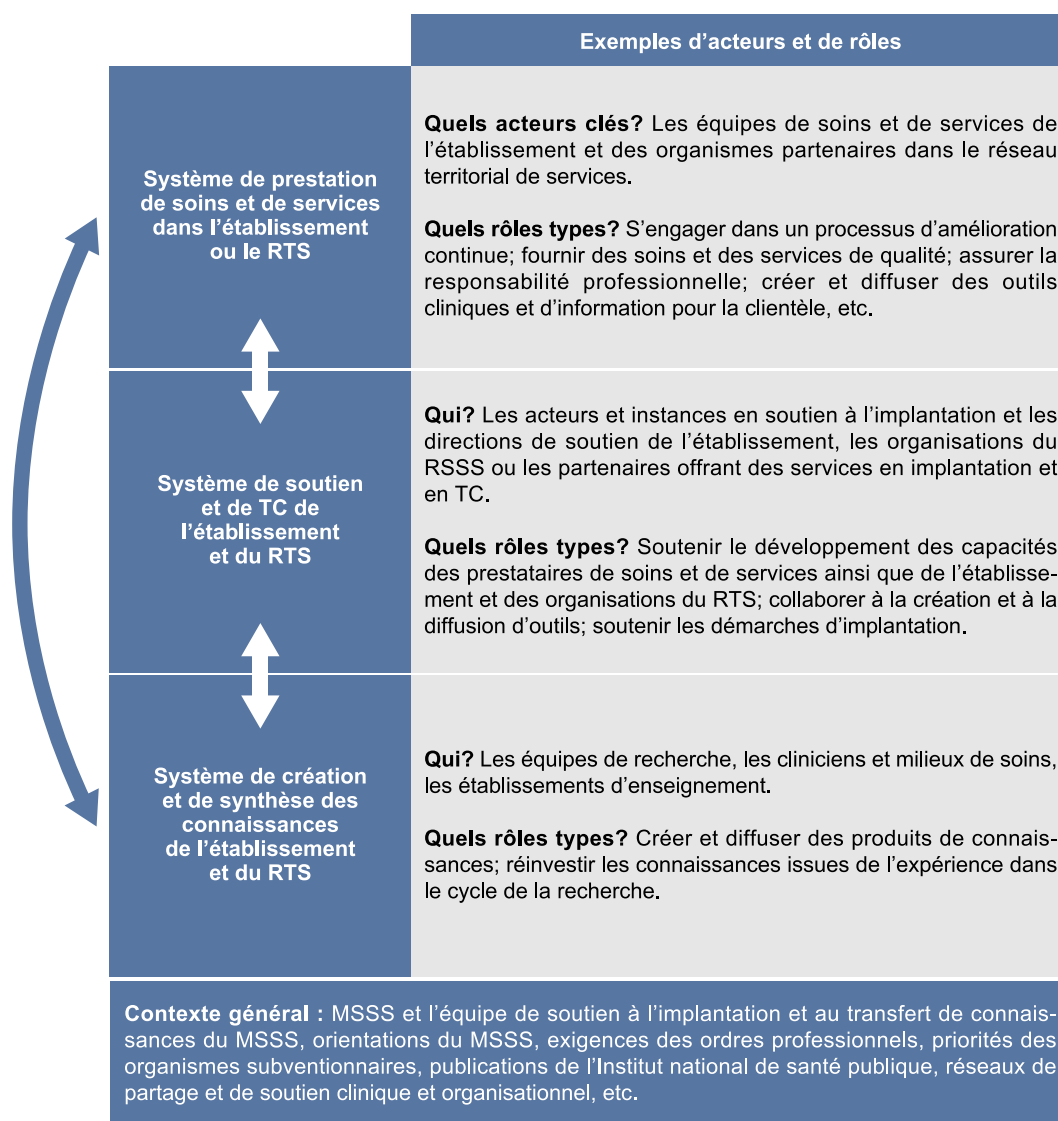 Exemples d'acteurs et de rôles
Système de prestation
de soins et de services
dans l'établissement
ou le RTS
Quels acteurs clés? Les équipes de soins et de services de
l'établissement et des organismes partenaires dans le réseau
territorial de services.
Quels rôles types? S'engager dans un processus d'amélioration
continue; fournir des soins et des services de qualité; assurer la
responsabilité professionnelle; créer et diffuser des outils
cliniques et d'information pour la clientèle, etc.
Système de soutien
et de TC de
l'établissement
et du RTS
Qui? Les acteurs et instances en soutien à l'implantation et les
directions de soutien de l'établissement, les organisations du
RSSS ou les partenaires offrant des services en implantation et
en TC.
Quels rôles types? Soutenir le développement des capacités
des prestataires de soins et de services ainsi que de l'établisse-
ment et des organisations du RTS; collaborer à la création et à la
diffusion d'outils; soutenir les démarches d'implantation.
Système de création
et de synthèse des
connaissances
de l'établissement
et du RTS
Qui? Les équipes de recherche, les cliniciens et milieux de soins,
les établissements d'enseignement.
Quels rôles types? Créer et diffuser des produits de connais-
sances; réinvestir les connaissances issues de l'expérience dans
le cycle de la recherche.
Contexte général : MSSS et l'équipe de soutien à l'implantation et au transfert de connais-
sances du MSSS, orientations du MSSS, exigences des ordres professionnels, priorités des
organismes subventionnaires, publications de l'Institut national de santé publique, réseaux de
partage et de soutien clinique et organisationnel, etc.